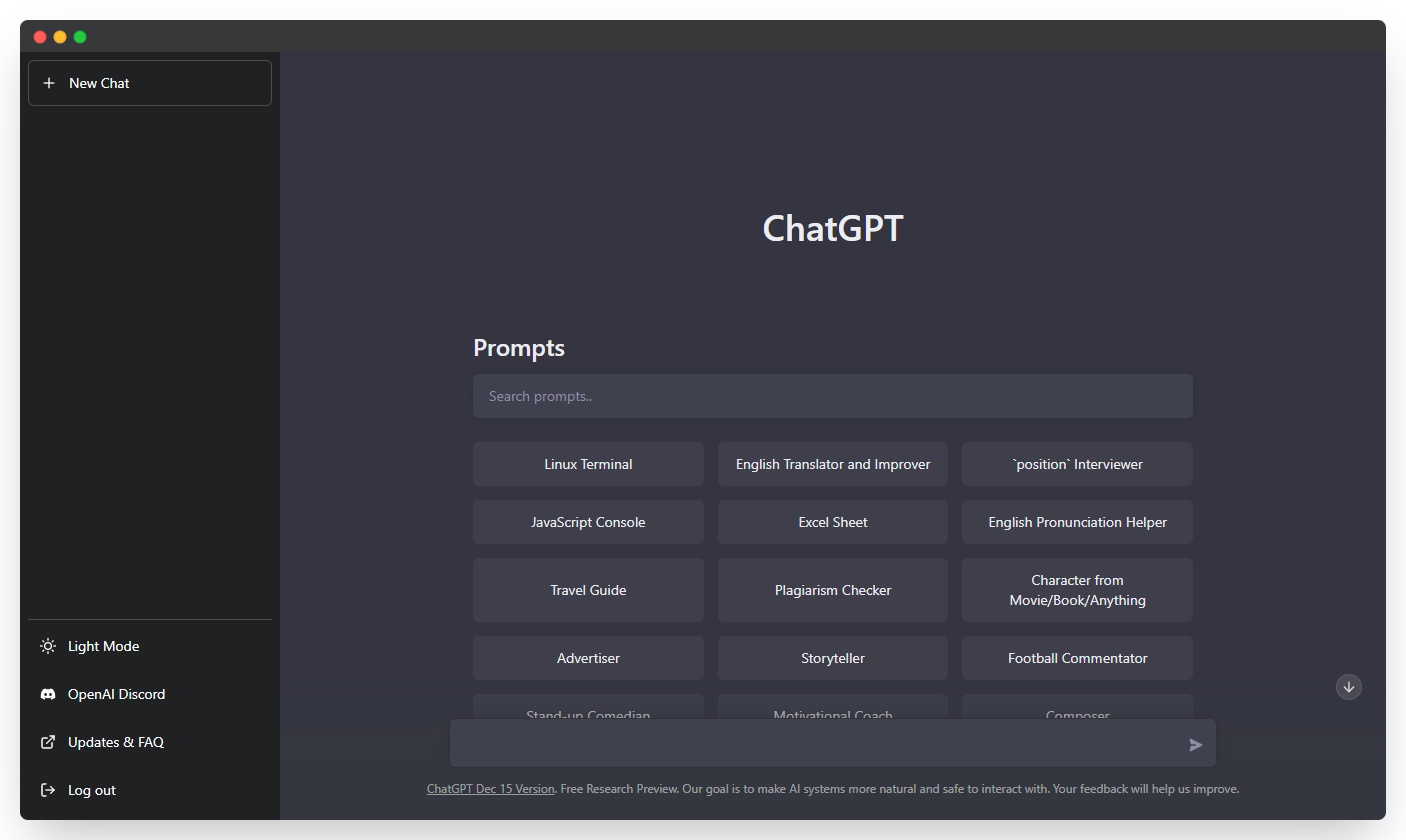 New Chat
ChatGPT
Prompts
Search prompts..
Linux Terminal
English Translator and Improver
`position` Interviewer
JavaScript Console
Excel Sheet
English Pronunciation Helper
Travel Guide
Plagiarism Checker
Character from
Movie/Book/Anything
Advertiser
Storyteller
Football Commentator
Stand-up Comedian
Motivational Coach
Composer
Light Mode
OpenAI Discord
Updates & FAQ
Log out
ChatGPT Dec 15 Version. Free Research Preview. Our goal is to make AI systems more natural and safe to interact with. Your feedback will help us improve.